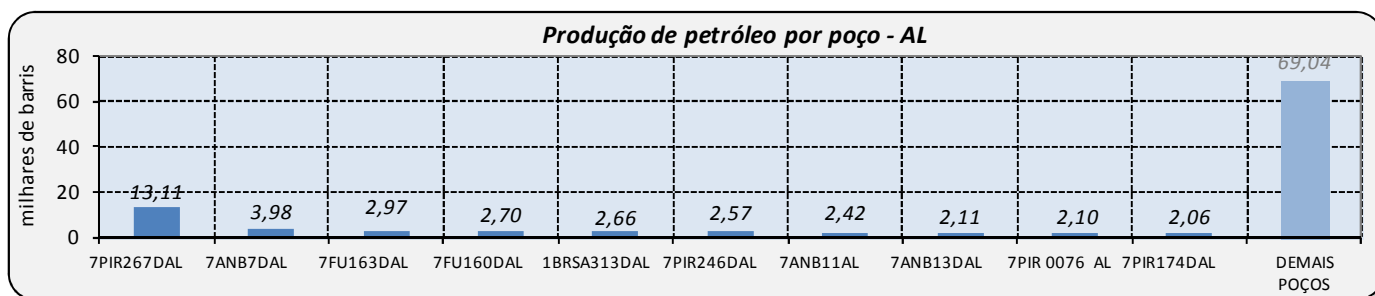 Produção de petróleo por poço - AL
milhares de barris
80
60
40
20
0
13,11
3,98
2,97
2,70
2,66
2,57
2,42
2,11
2,10
2,06
69,04
7PIR267DAL
7ANB7DAL
7FU163DAL
7FU160DAL
1BRSA313DAL
7PIR246DAL
7ANB11AL
7ANB13DAL
7PIR 0076 AL
7PIR174DAL
DEMAIS
POÇOS